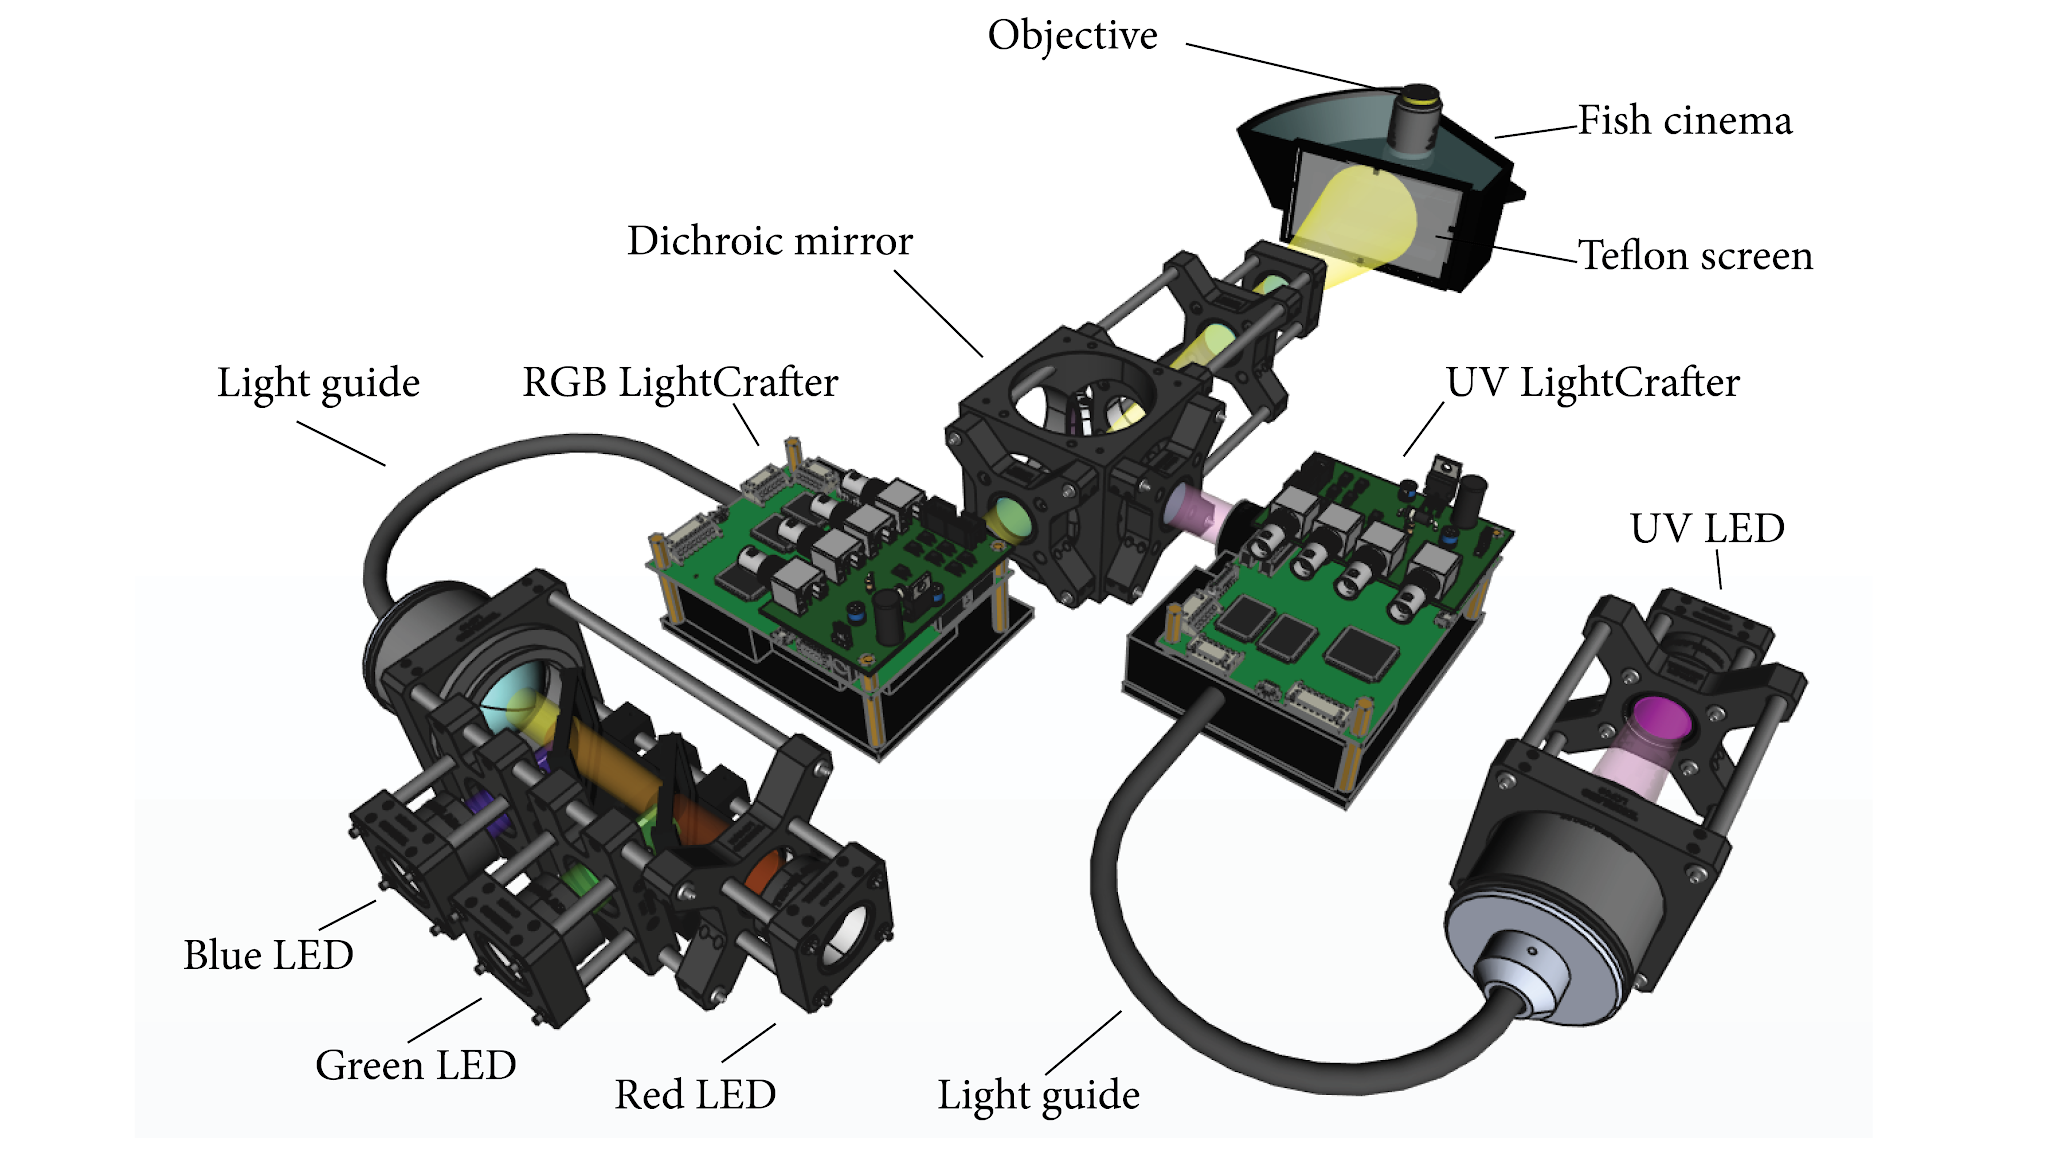 Objective
Fish cinema
Dichroic mirror
Teflon screen
Light guide
RGB LightCrafter
UV LightCrafter
UV LED
Blue LED
Green LED
Red LED
Light guide